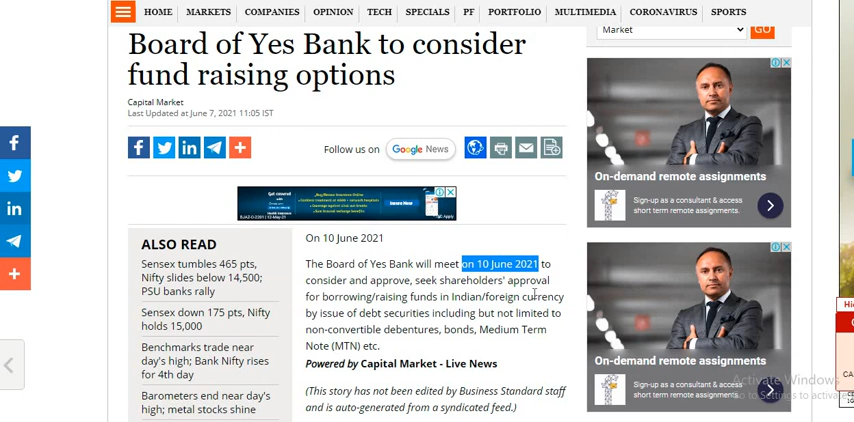 HOME MARKETS COMPANIES OPINION TECH SPECIALS PF PORTFOLIO MULTIMEDIA CORONAVIRUS SPORTS
Board of Yes Bank to consider
fund raising options
Market
GO
Capital Market
Last Updated at June 7, 2021 11:05 IST
Follow us on Google News
On-demand remote assignments
Sign-up as a consultant & access
short term remote assignments.
ALSO READ
Sensex tumbles 465 pts,
Nifty slides below 14,500;
PSU banks rally
Sensex down 175 pts, Nifty
holds 15,000
Benchmarks trade near
day's high; Bank Nifty rises
for 4th day
Barometers end near day's
high; metal stocks shine
On 10 June 2021
The Board of Yes Bank will meet on 10 June 2021 to
consider and approve, seek shareholders' approval
for borrowing/raising funds in Indian/foreign currency
by issue of debt securities including but not limited to
non-convertible debentures, bonds, Medium Term
Note (MTN) etc.
Powered by Capital Market - Live News
(This story has not been edited by Business Standard staff
and is auto-generated from a syndicated feed.)
On-demand remote assignments
Sign-up as a consultant & access
short term remote assignments.
Activate Windows
Go to Settings to activate